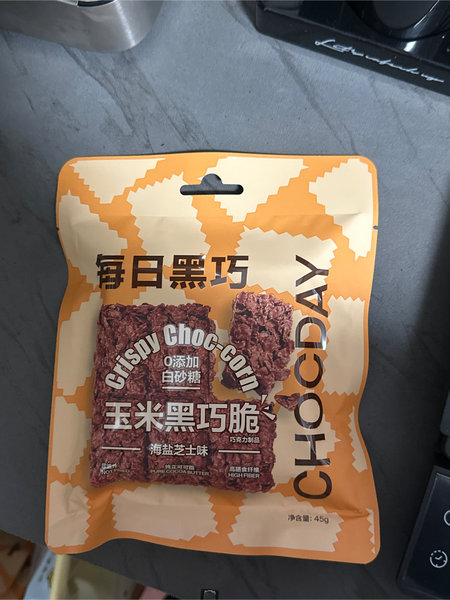 每日黑巧
CHOCDAY
Crispy Choc-corn
0添加
白砂糖
玉米黑巧脆
巧克力制品
海盐芝士味
纯正可可脂
PURE COCOA BUTTER
高膳食纤维
HIGH FIBER
净含量: 45g